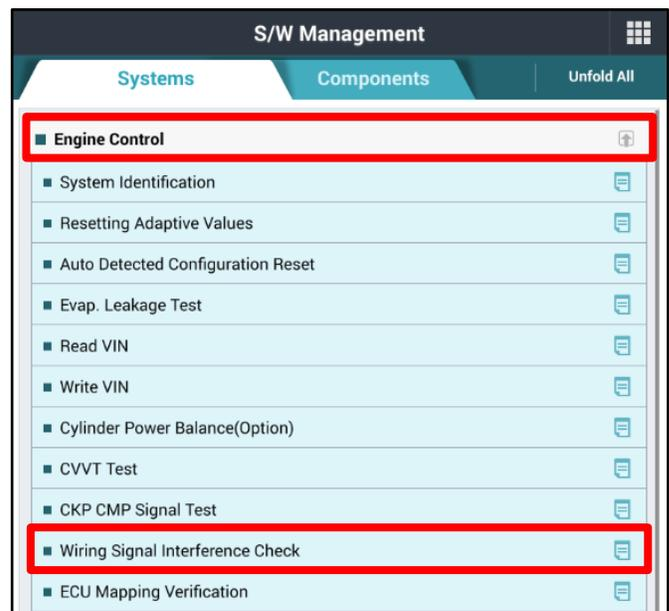 S/W Management
Systems
Components
Unfold All
Engine Control
System Identification
Resetting Adaptive Values
Auto Detected Configuration Reset
Evap. Leakage Test
Read VIN
Write VIN
Cylinder Power Balance(Option)
CVVT Test
CKP CMP Signal Test
Wiring Signal Interference Check
ECU Mapping Verification